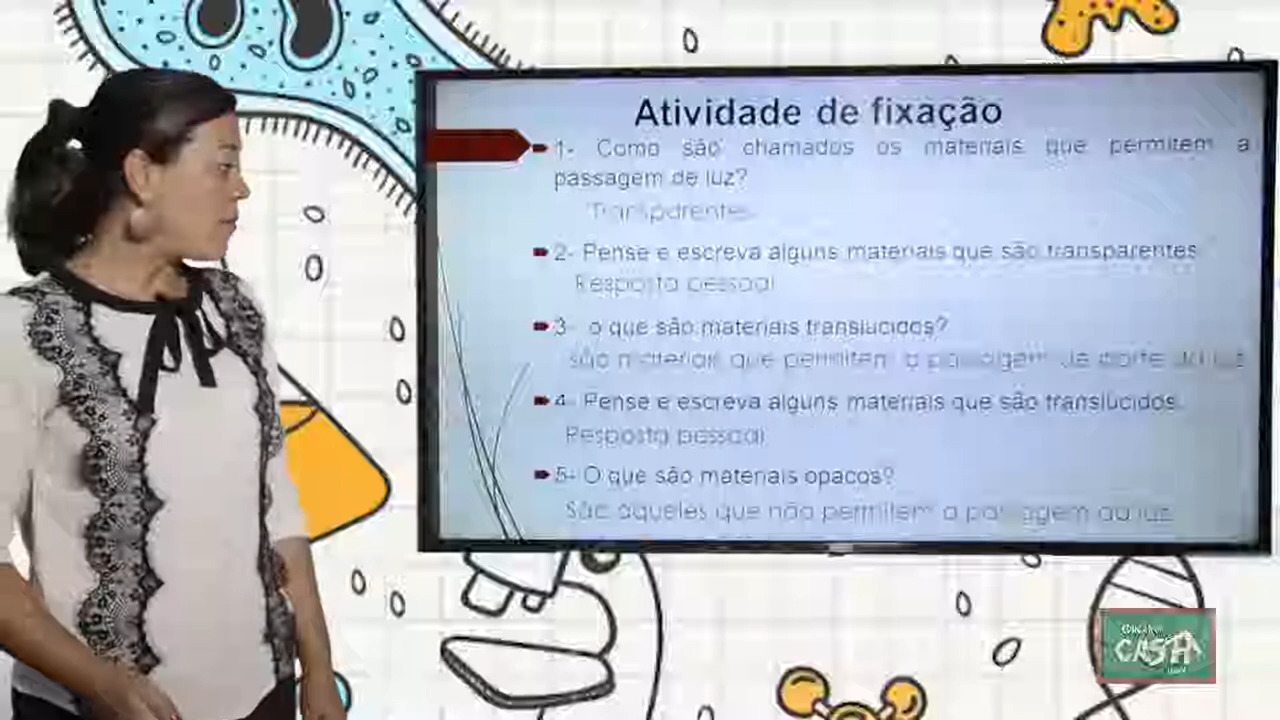 Atividade de fixação
1- Como são chamados os materiais que permitem a
passagem de luz?
Transparentes
2- Pense e escreva alguns materiais que são transparentes.
Resposta pessoal
3- o que são materiais translucidos?
são materiais que permitem a passagem de parte da luz
4- Pense e escreva alguns materiais que são translucidos.
Resposta pessoal
5- O que são materiais opacos?
São aqueles que não permitem a passagem da luz
CASA